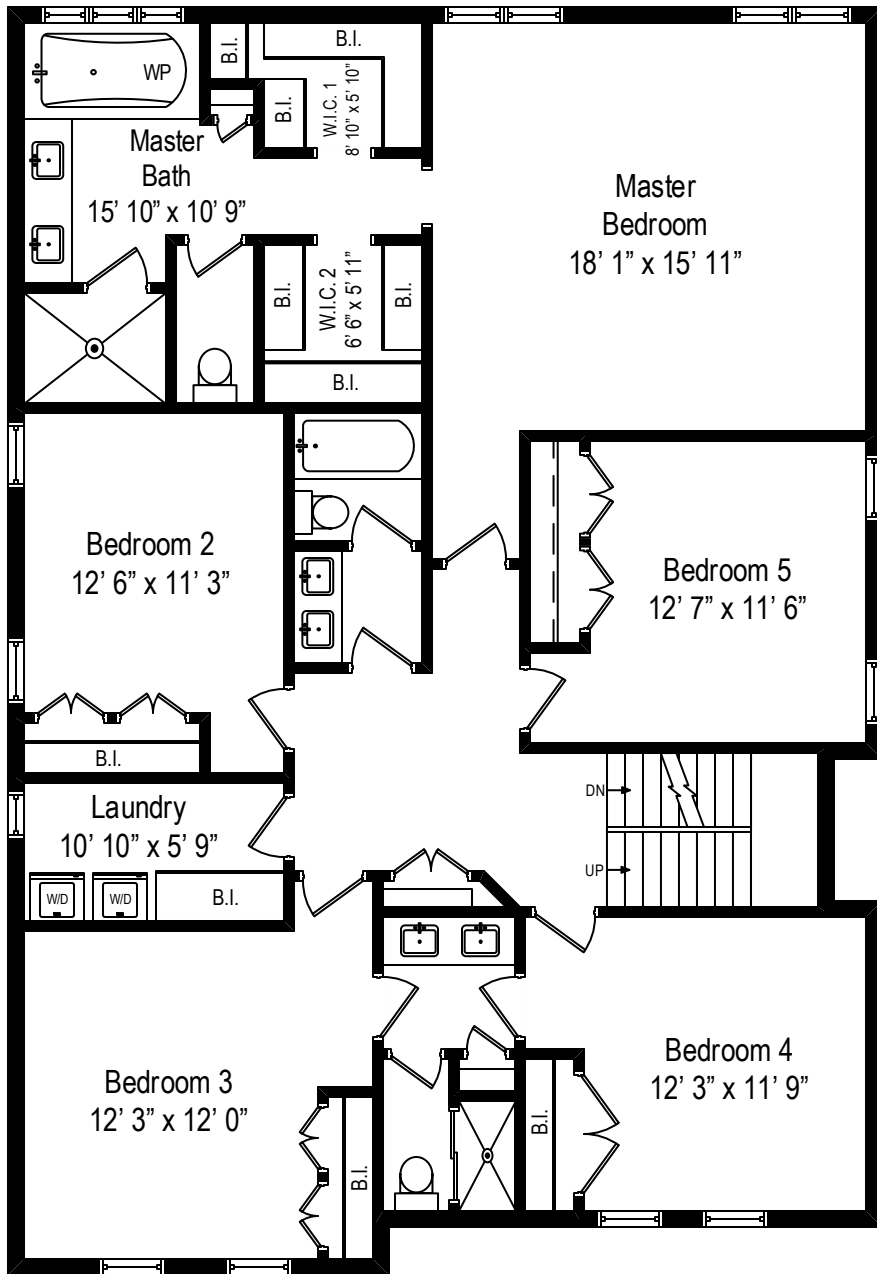 B.I.
B.I.
WP
W.I.C. 1
8' 10" x 5' 10"
B.I.
Master
Bath
15' 10" x 10' 9"
Master
Bedroom
18' 1" x 15' 11"
B.I.
W.I.C. 2
6' 6" x 5' 11"
B.I.
B.I.
Bedroom 2
12' 6" x 11' 3"
Bedroom 5
12' 7" x 11' 6"
B.I.
DN
Laundry
10' 10" x 5' 9"
UP
W/D
W/D
B.I.
Bedroom 3
12' 3" x 12' 0"
Bedroom 4
12' 3" x 11' 9"
B.I.
B.I.